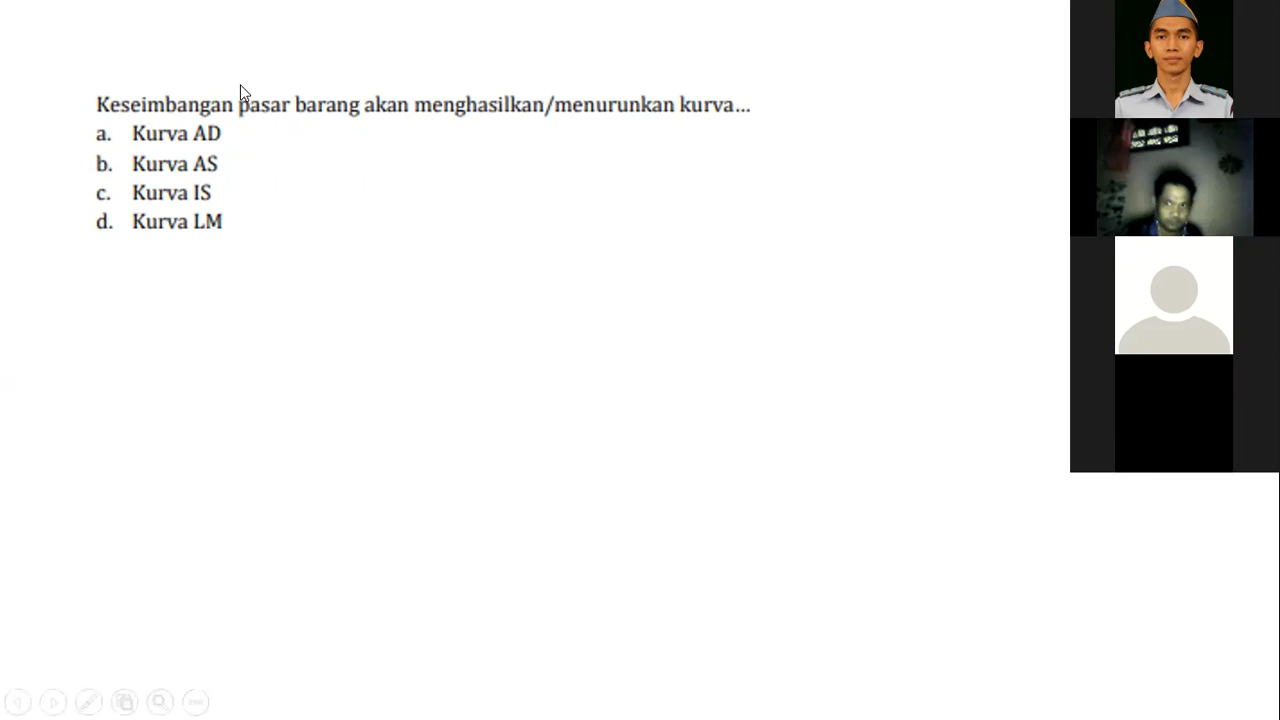 Keseimbangan pasar barang akan menghasilkan/menurunkan kurva...
a. Kurva AD
b. Kurva AS
c. Kurva IS
d. Kurva LM